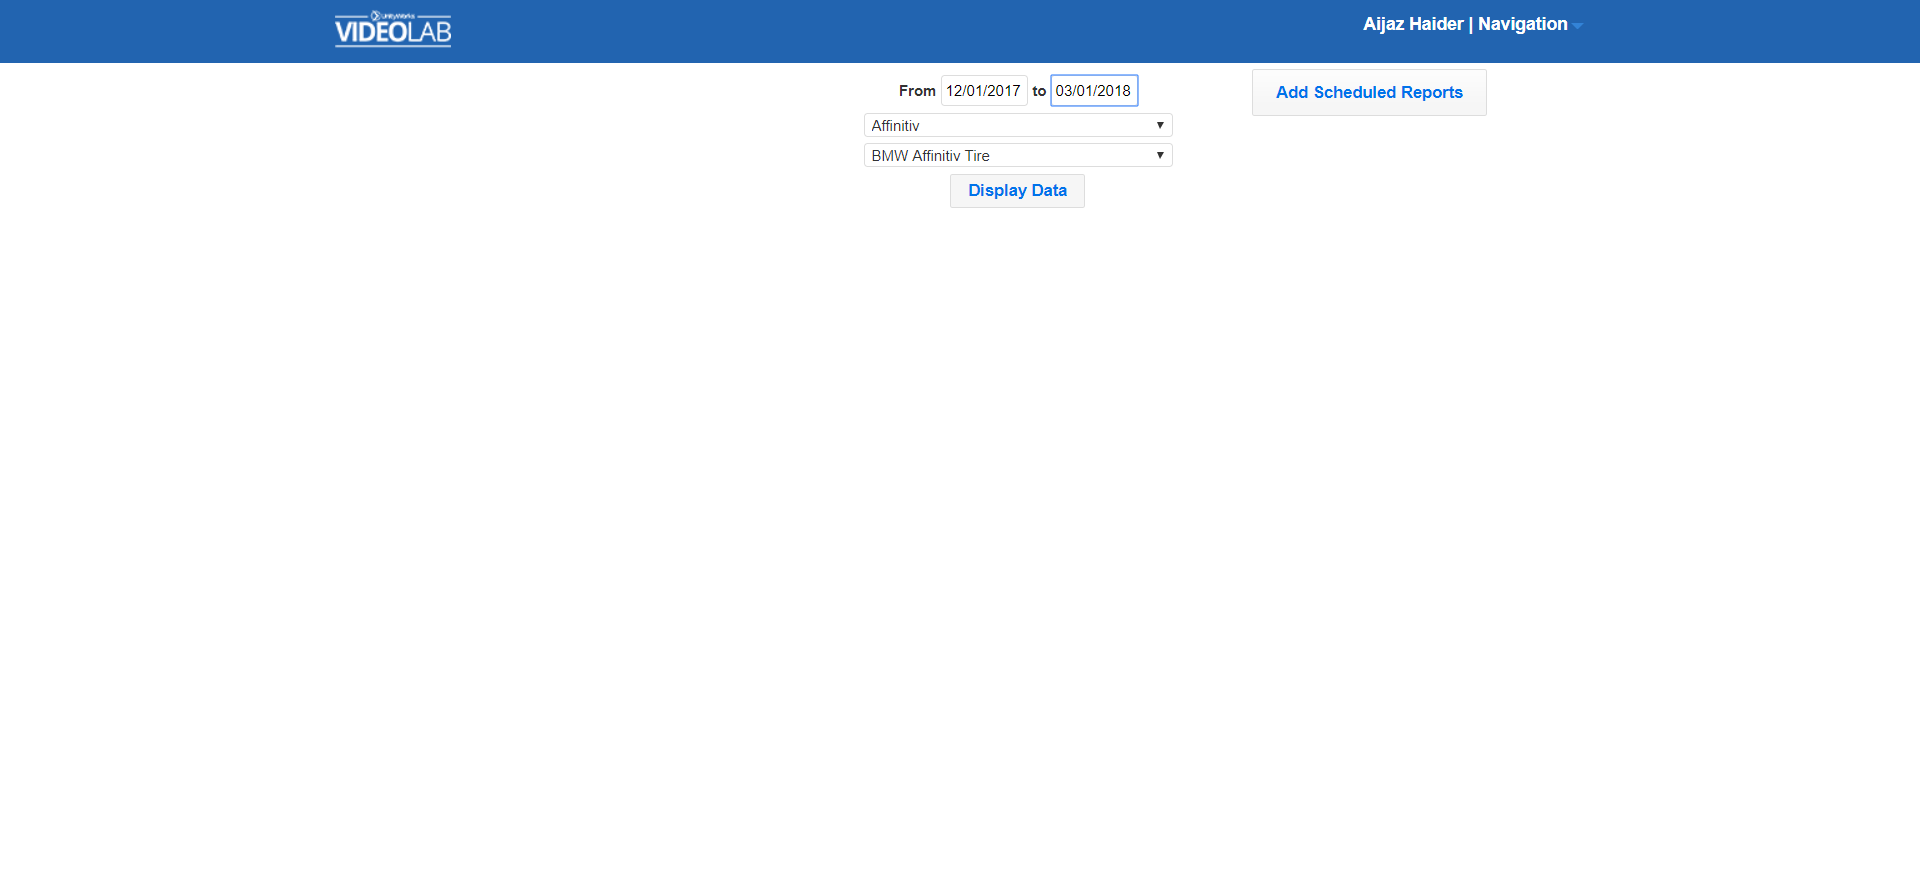 UnityWorks
VIDEOLAB
Aijaz Haider | Navigation
From 12/01/2017 to 03/01/2018
Add Scheduled Reports
Affinitiv
BMW Affinitiv Tire
Display Data